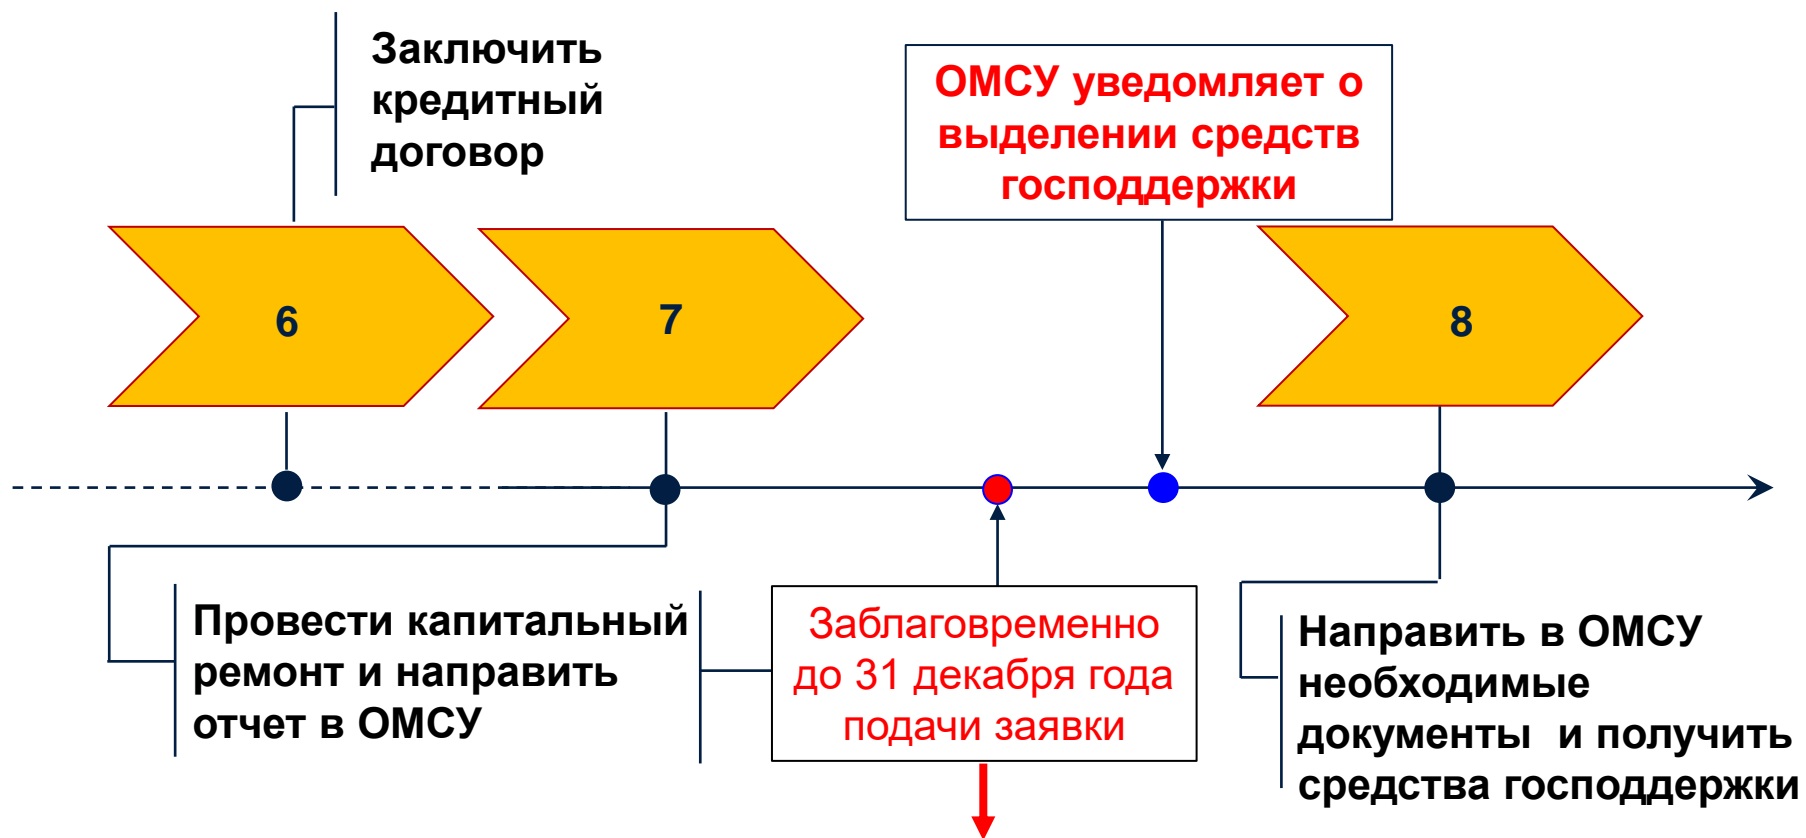 Заключить
кредитный
договор
ОМСУ уведомляет о
выделении средств
господдержки
6
7
8
Провести капитальный
ремонт и направить
отчет в ОМСУ
Заблаговременно
до 31 декабря года
подачи заявки
Направить в ОМСУ
необходимые
документы и получить
средства господдержки